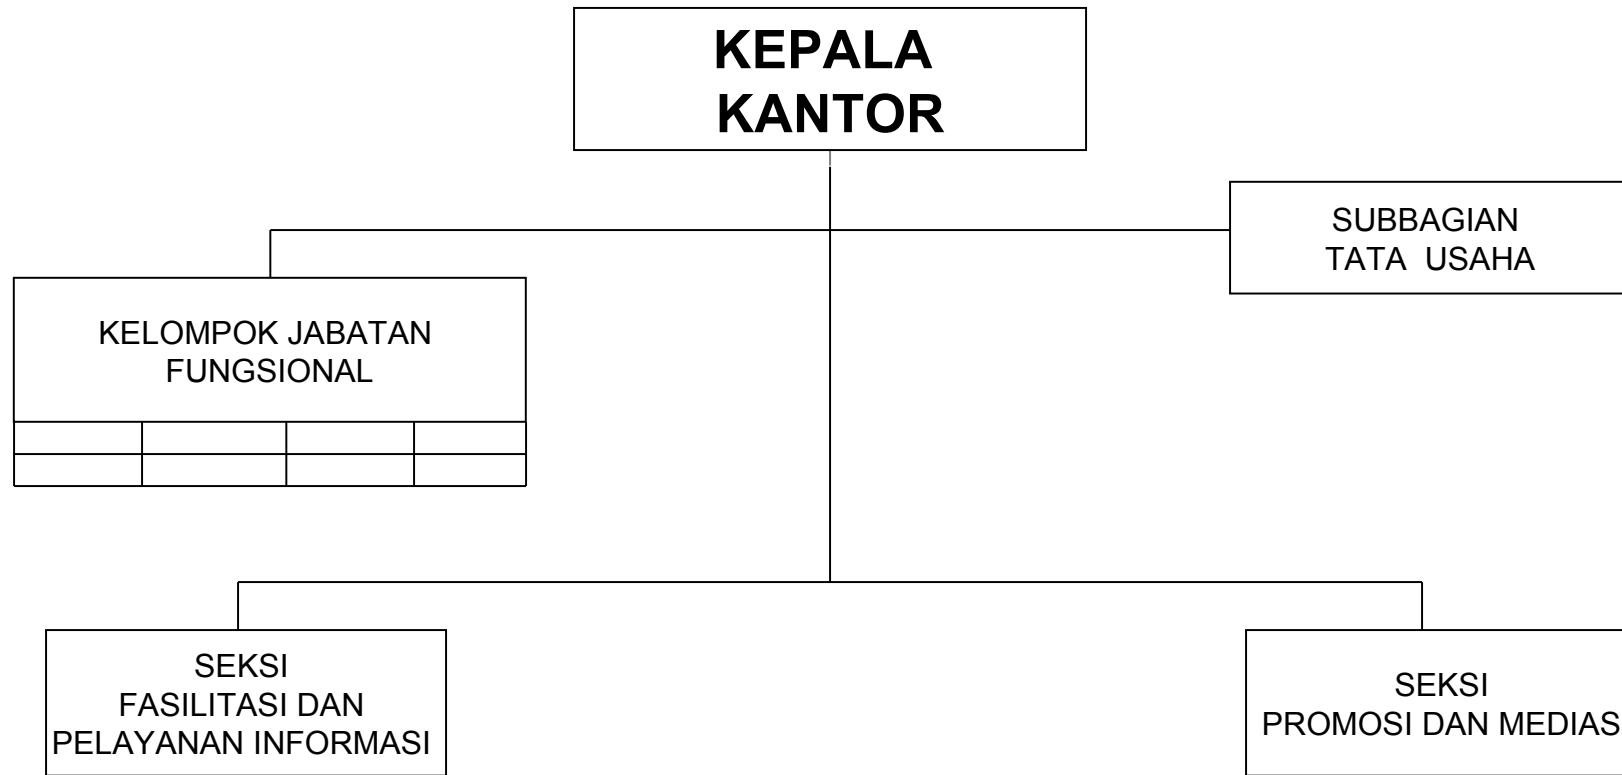 KEPALA
KANTOR
SUBBAGIAN
TATA USAHA
KELOMPOK JABATAN
FUNGSIONAL
SEKSI
FASILITASI DAN
PELAYANAN INFORMASI
SEKSI
PROMOSI DAN MEDIAS